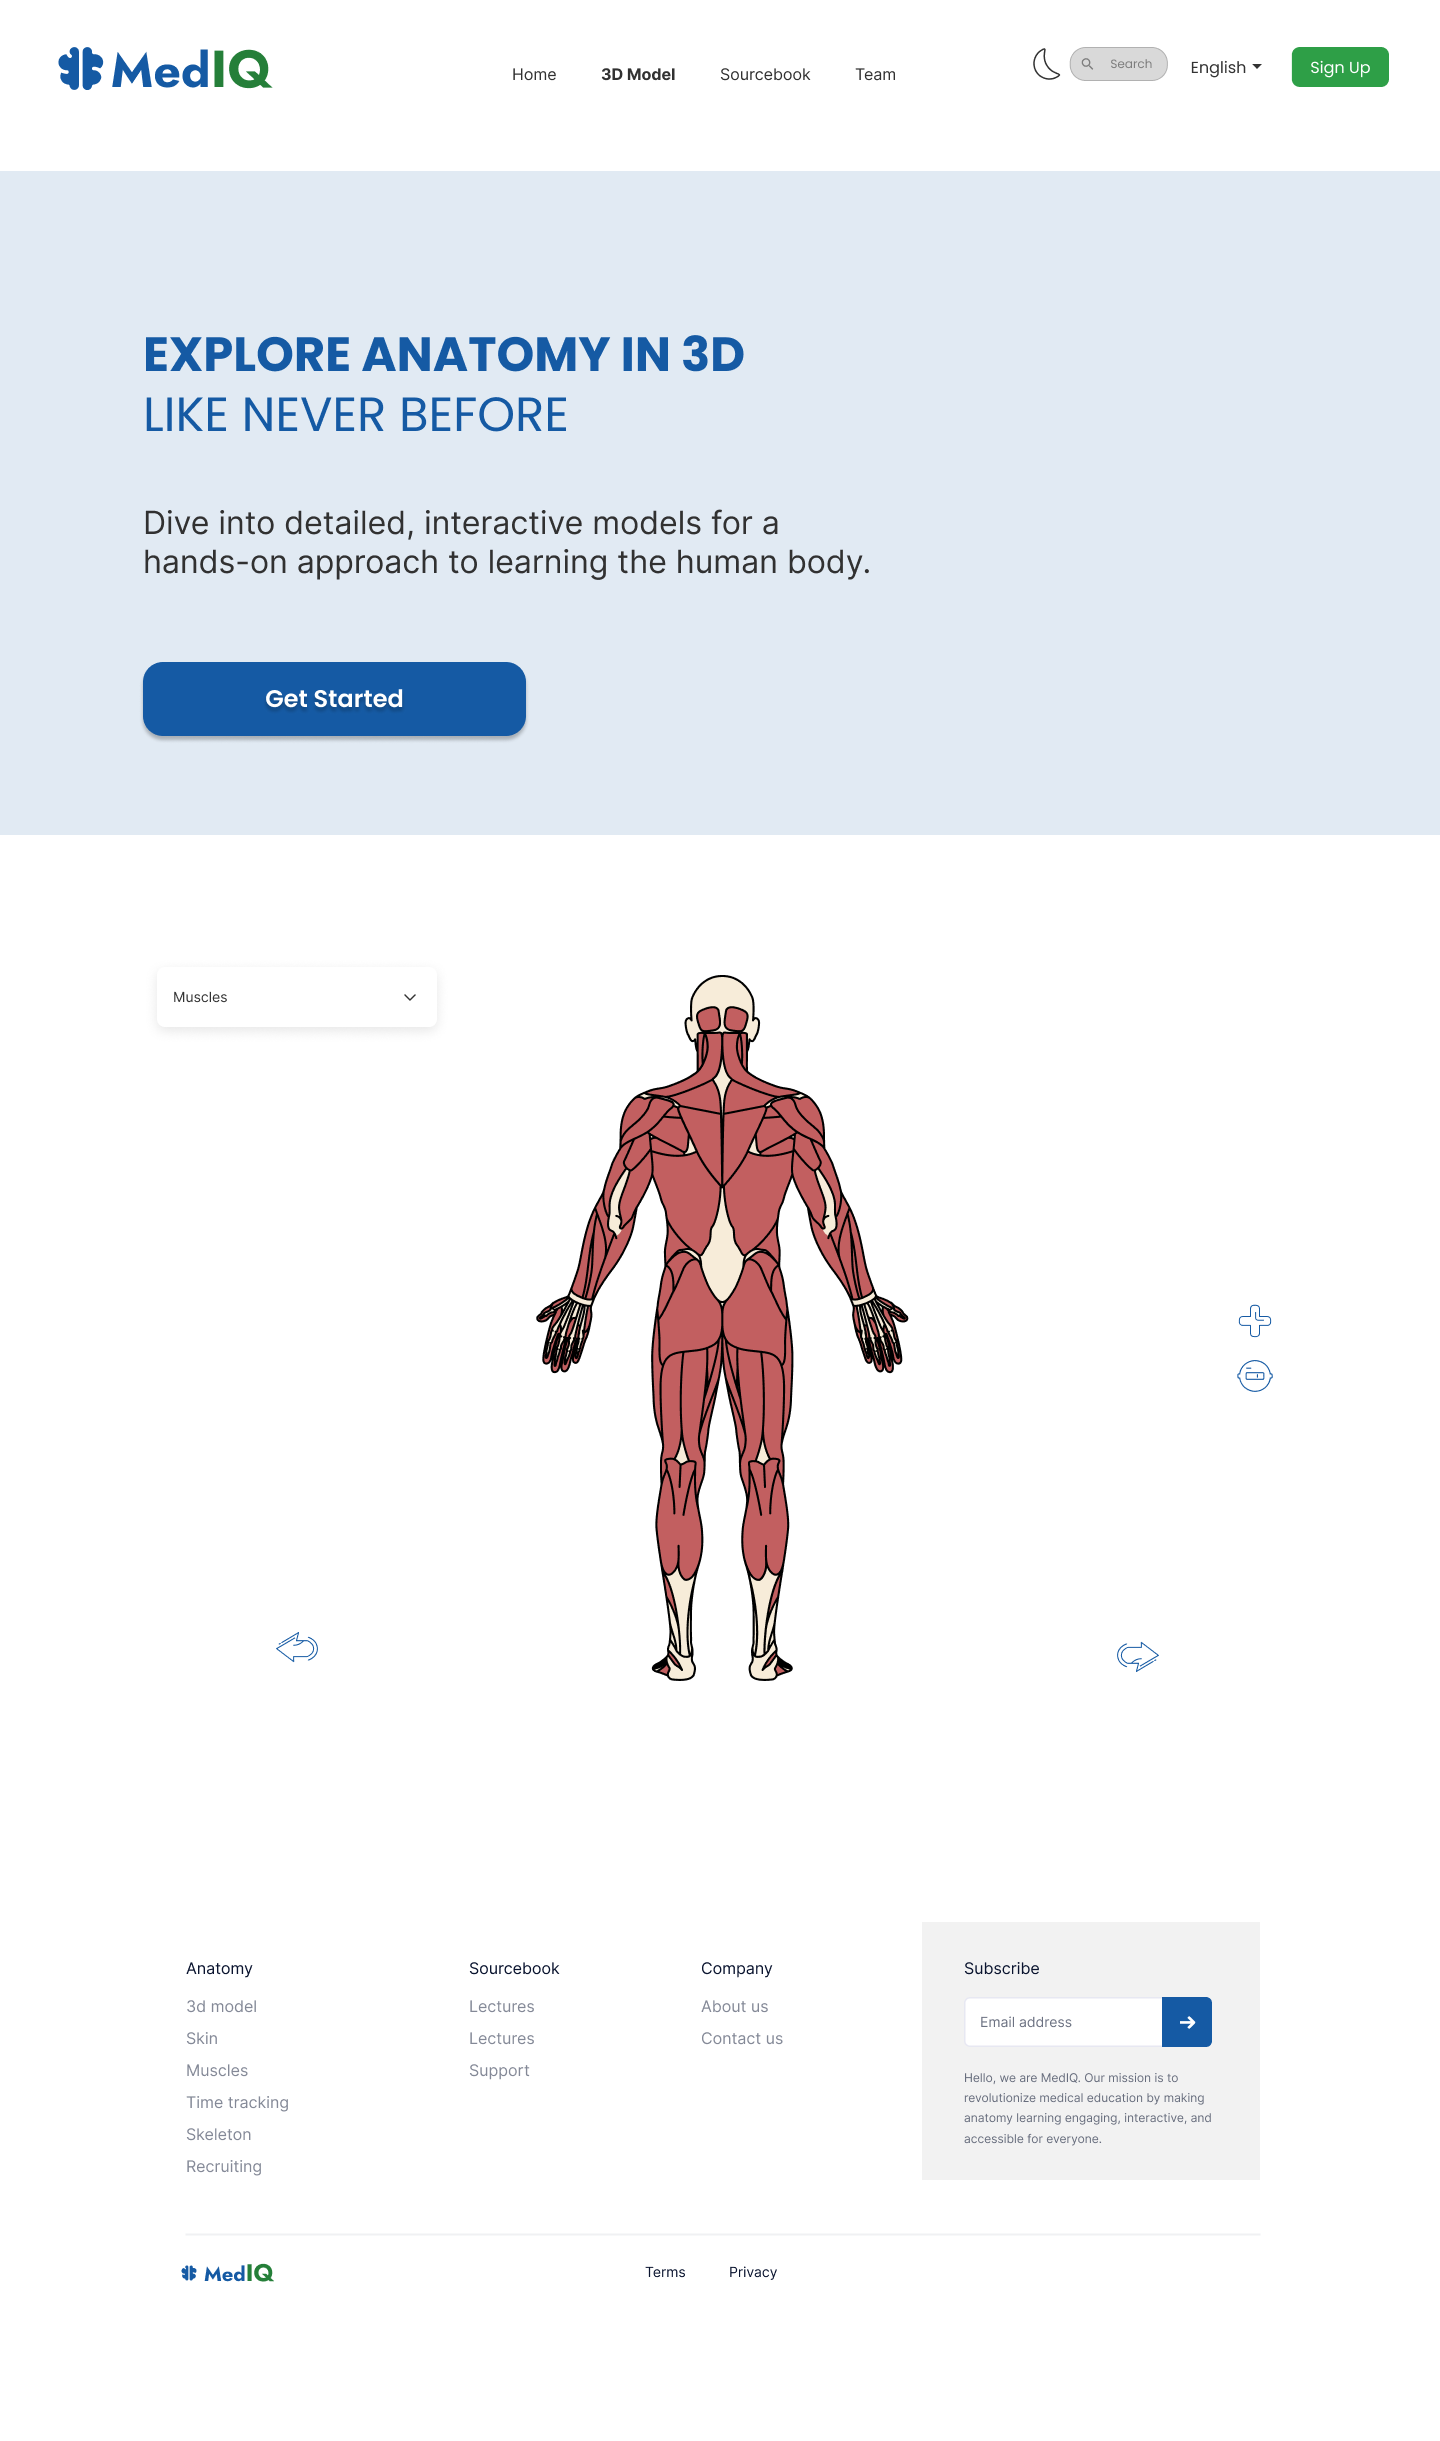 MedIQ
Home 3D Model Sourcebook Team
Search
English
Sign Up
EXPLORE ANATOMY IN 3D
LIKE NEVER BEFORE
Dive into detailed, interactive models for a
hands-on approach to learning the human body.
Get Started
Muscles
Anatomy
3d model
Skin
Muscles
Time tracking
Skeleton
Recruiting
Sourcebook
Lectures
Lectures
Support
Company
About us
Contact us
Subscribe
Email address
Hello, we are MedIQ. Our mission is to
revolutionize medical education by making
anatomy learning engaging, interactive, and
accessible for everyone.
MedIQ
Terms Privacy